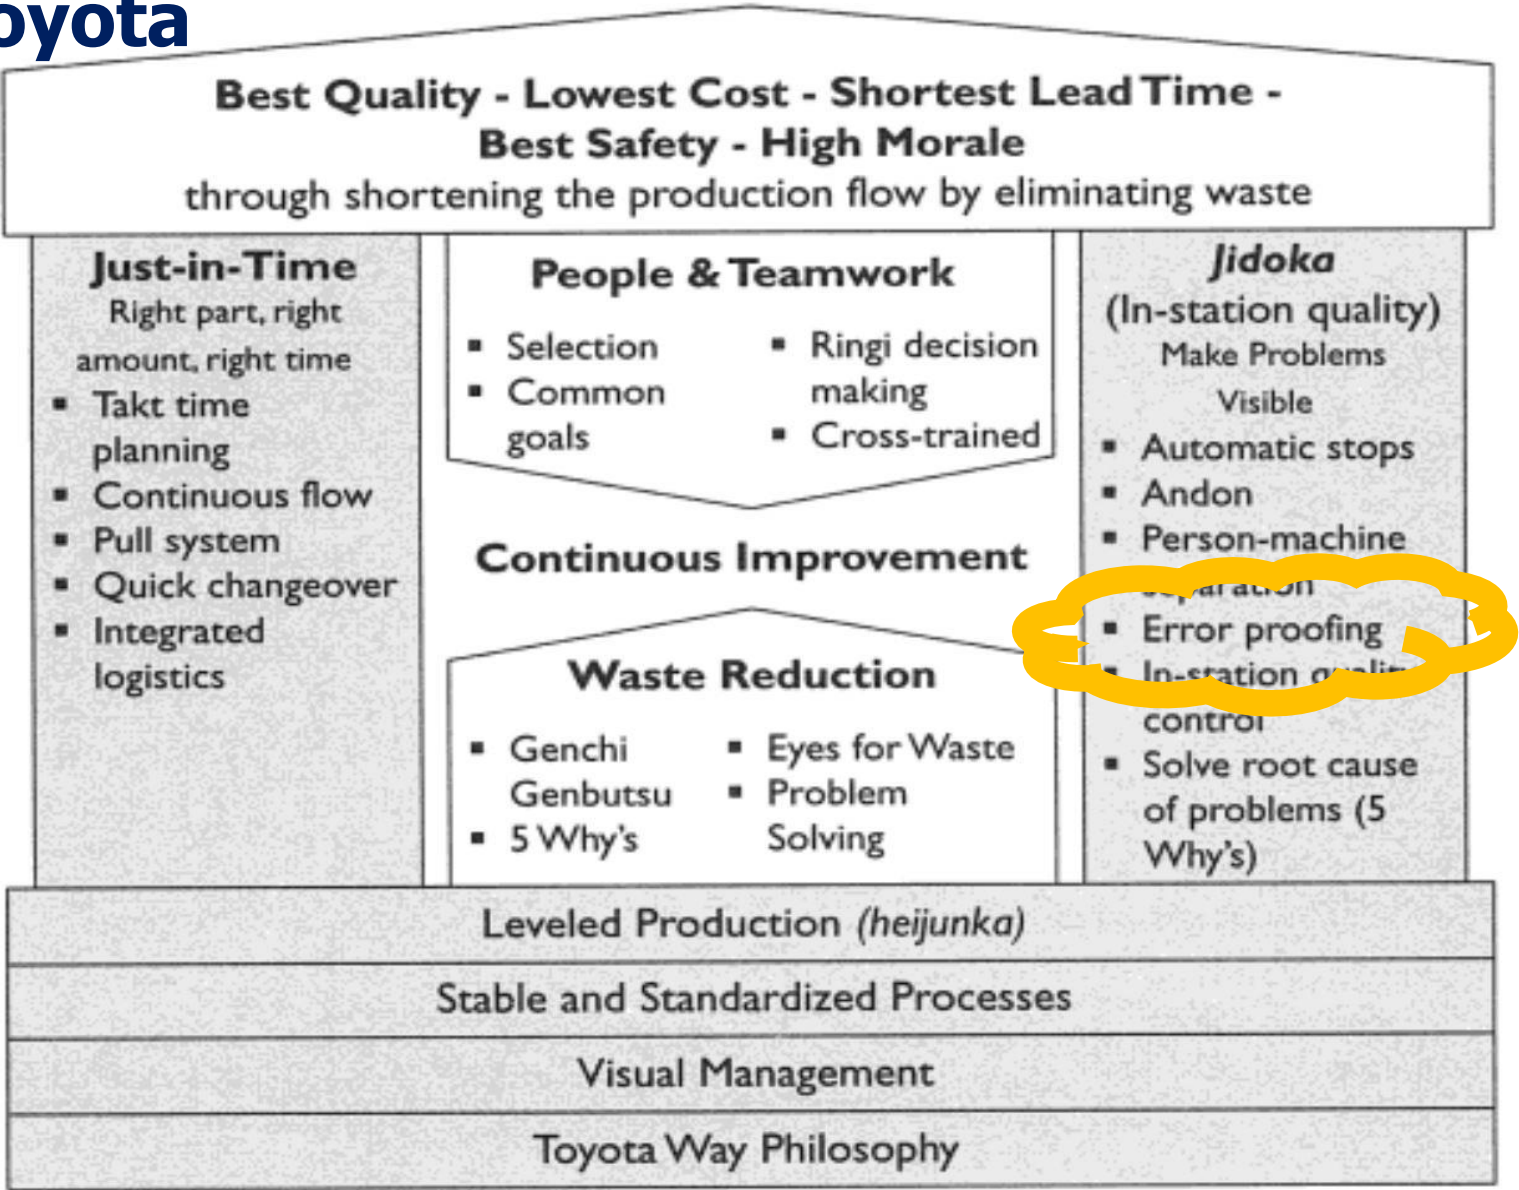 oyota
Best Quality - Lowest Cost - Shortest Lead Time -
Best Safety - High Morale
through shortening the production flow by eliminating waste
Just-in-Time
Right part, right
amount, right time
▪ Takt time
planning
▪ Continuous flow
▪ Pull system
▪ Quick changeover
▪ Integrated
logistics
People & Teamwork
▪ Selection
▪ Common
goals
▪ Ringi decision
making
▪ Cross-trained
Continuous Improvement
Waste Reduction
▪ Genchi
Genbutsu
▪ 5 Why's
▪ Eyes for Waste
▪ Problem
Solving
Jidoka
(In-station quality)
Make Problems
Visible
▪ Automatic stops
▪ Andon
▪ Person-machine
separation
▪ Error proofing
▪ In-station quality
control
▪ Solve root cause
of problems (5
Why's)
Leveled Production (heijunka)
Stable and Standardized Processes
Visual Management
Toyota Way Philosophy